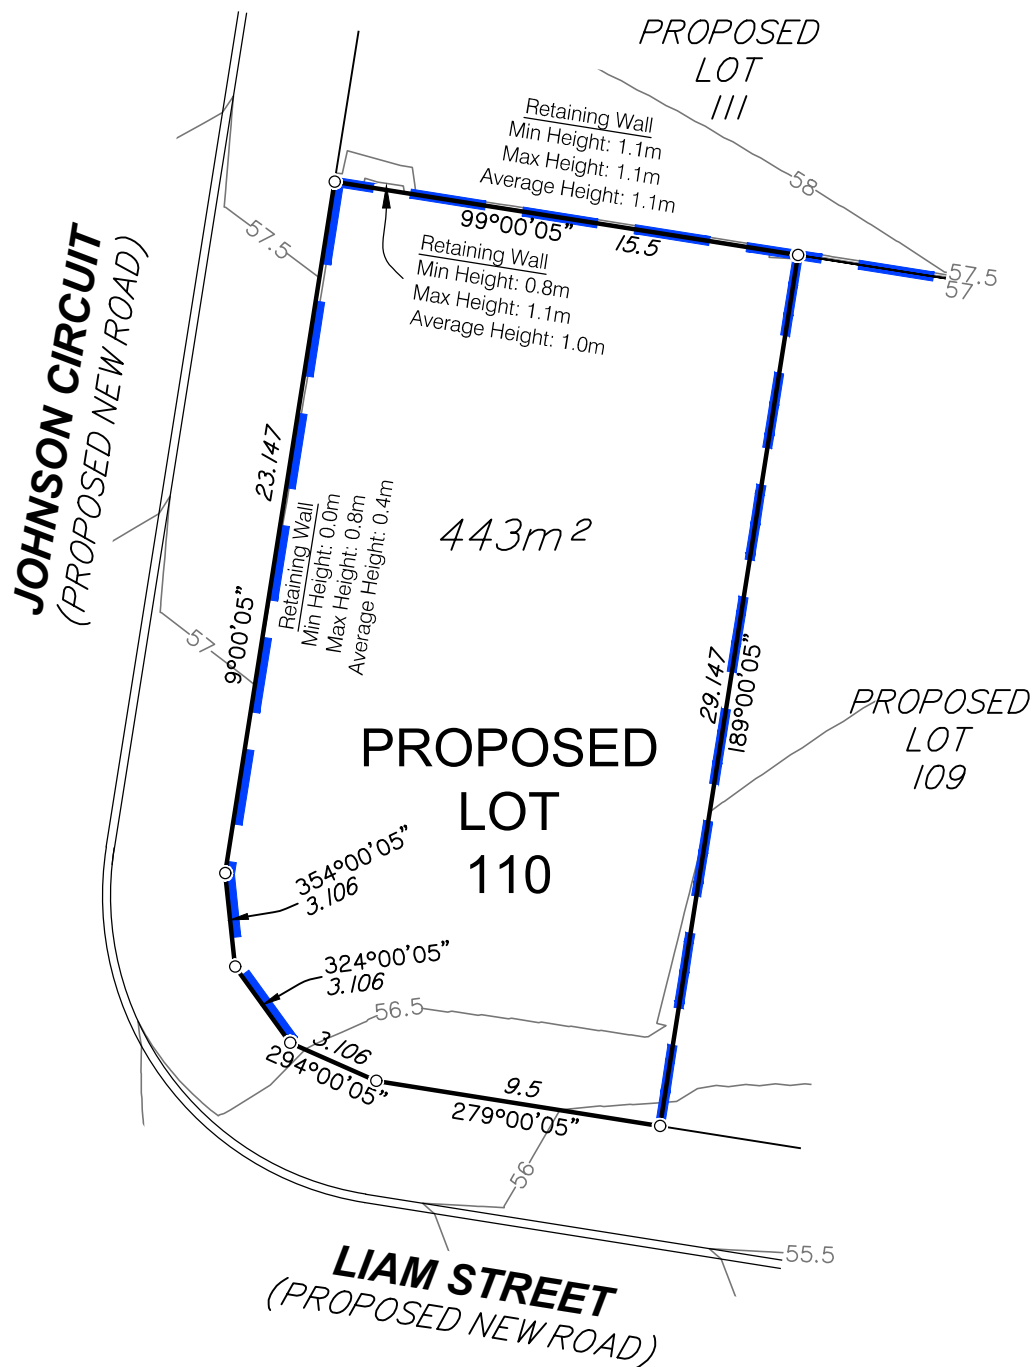 PROPOSED
LOT
111
Retaining Wall
Min Height: 1.1m
Max Height: 1.1m
Average Height: 1.1m
58
57.5
57
99°00'05"
15.5
Retaining Wall
Min Height: 0.8m
Max Height: 1.1m
Average Height: 1.0m
57.5
JOHNSON CIRCUIT
(PROPOSED NEW ROAD)
23.147
9°00'05"
Retaining Wall
Min Height: 0.0m
Max Height: 0.8m
Average Height: 0.4m
443m²
57
29.147
189°00'05"
PROPOSED
LOT
109
PROPOSED
LOT
110
354°00'05"
3.106
324°00'05"
3.106
56.5
3.106
294°00'05"
9.5
279°00'05"
56
55.5
LIAM STREET
(PROPOSED NEW ROAD)